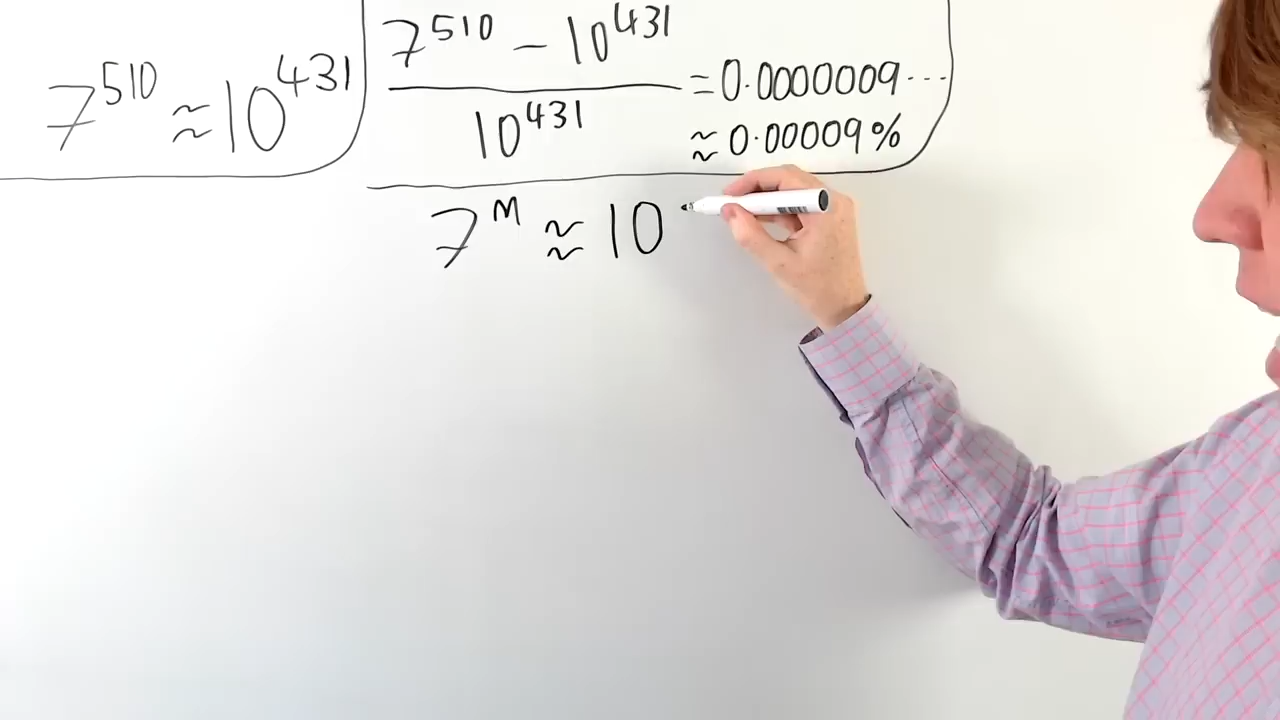 7^510 ≈ 10^431
(7^510 − 10^431) / 10^431 = 0.0000009...
≈ 0.00009%
7^M ≈ 10